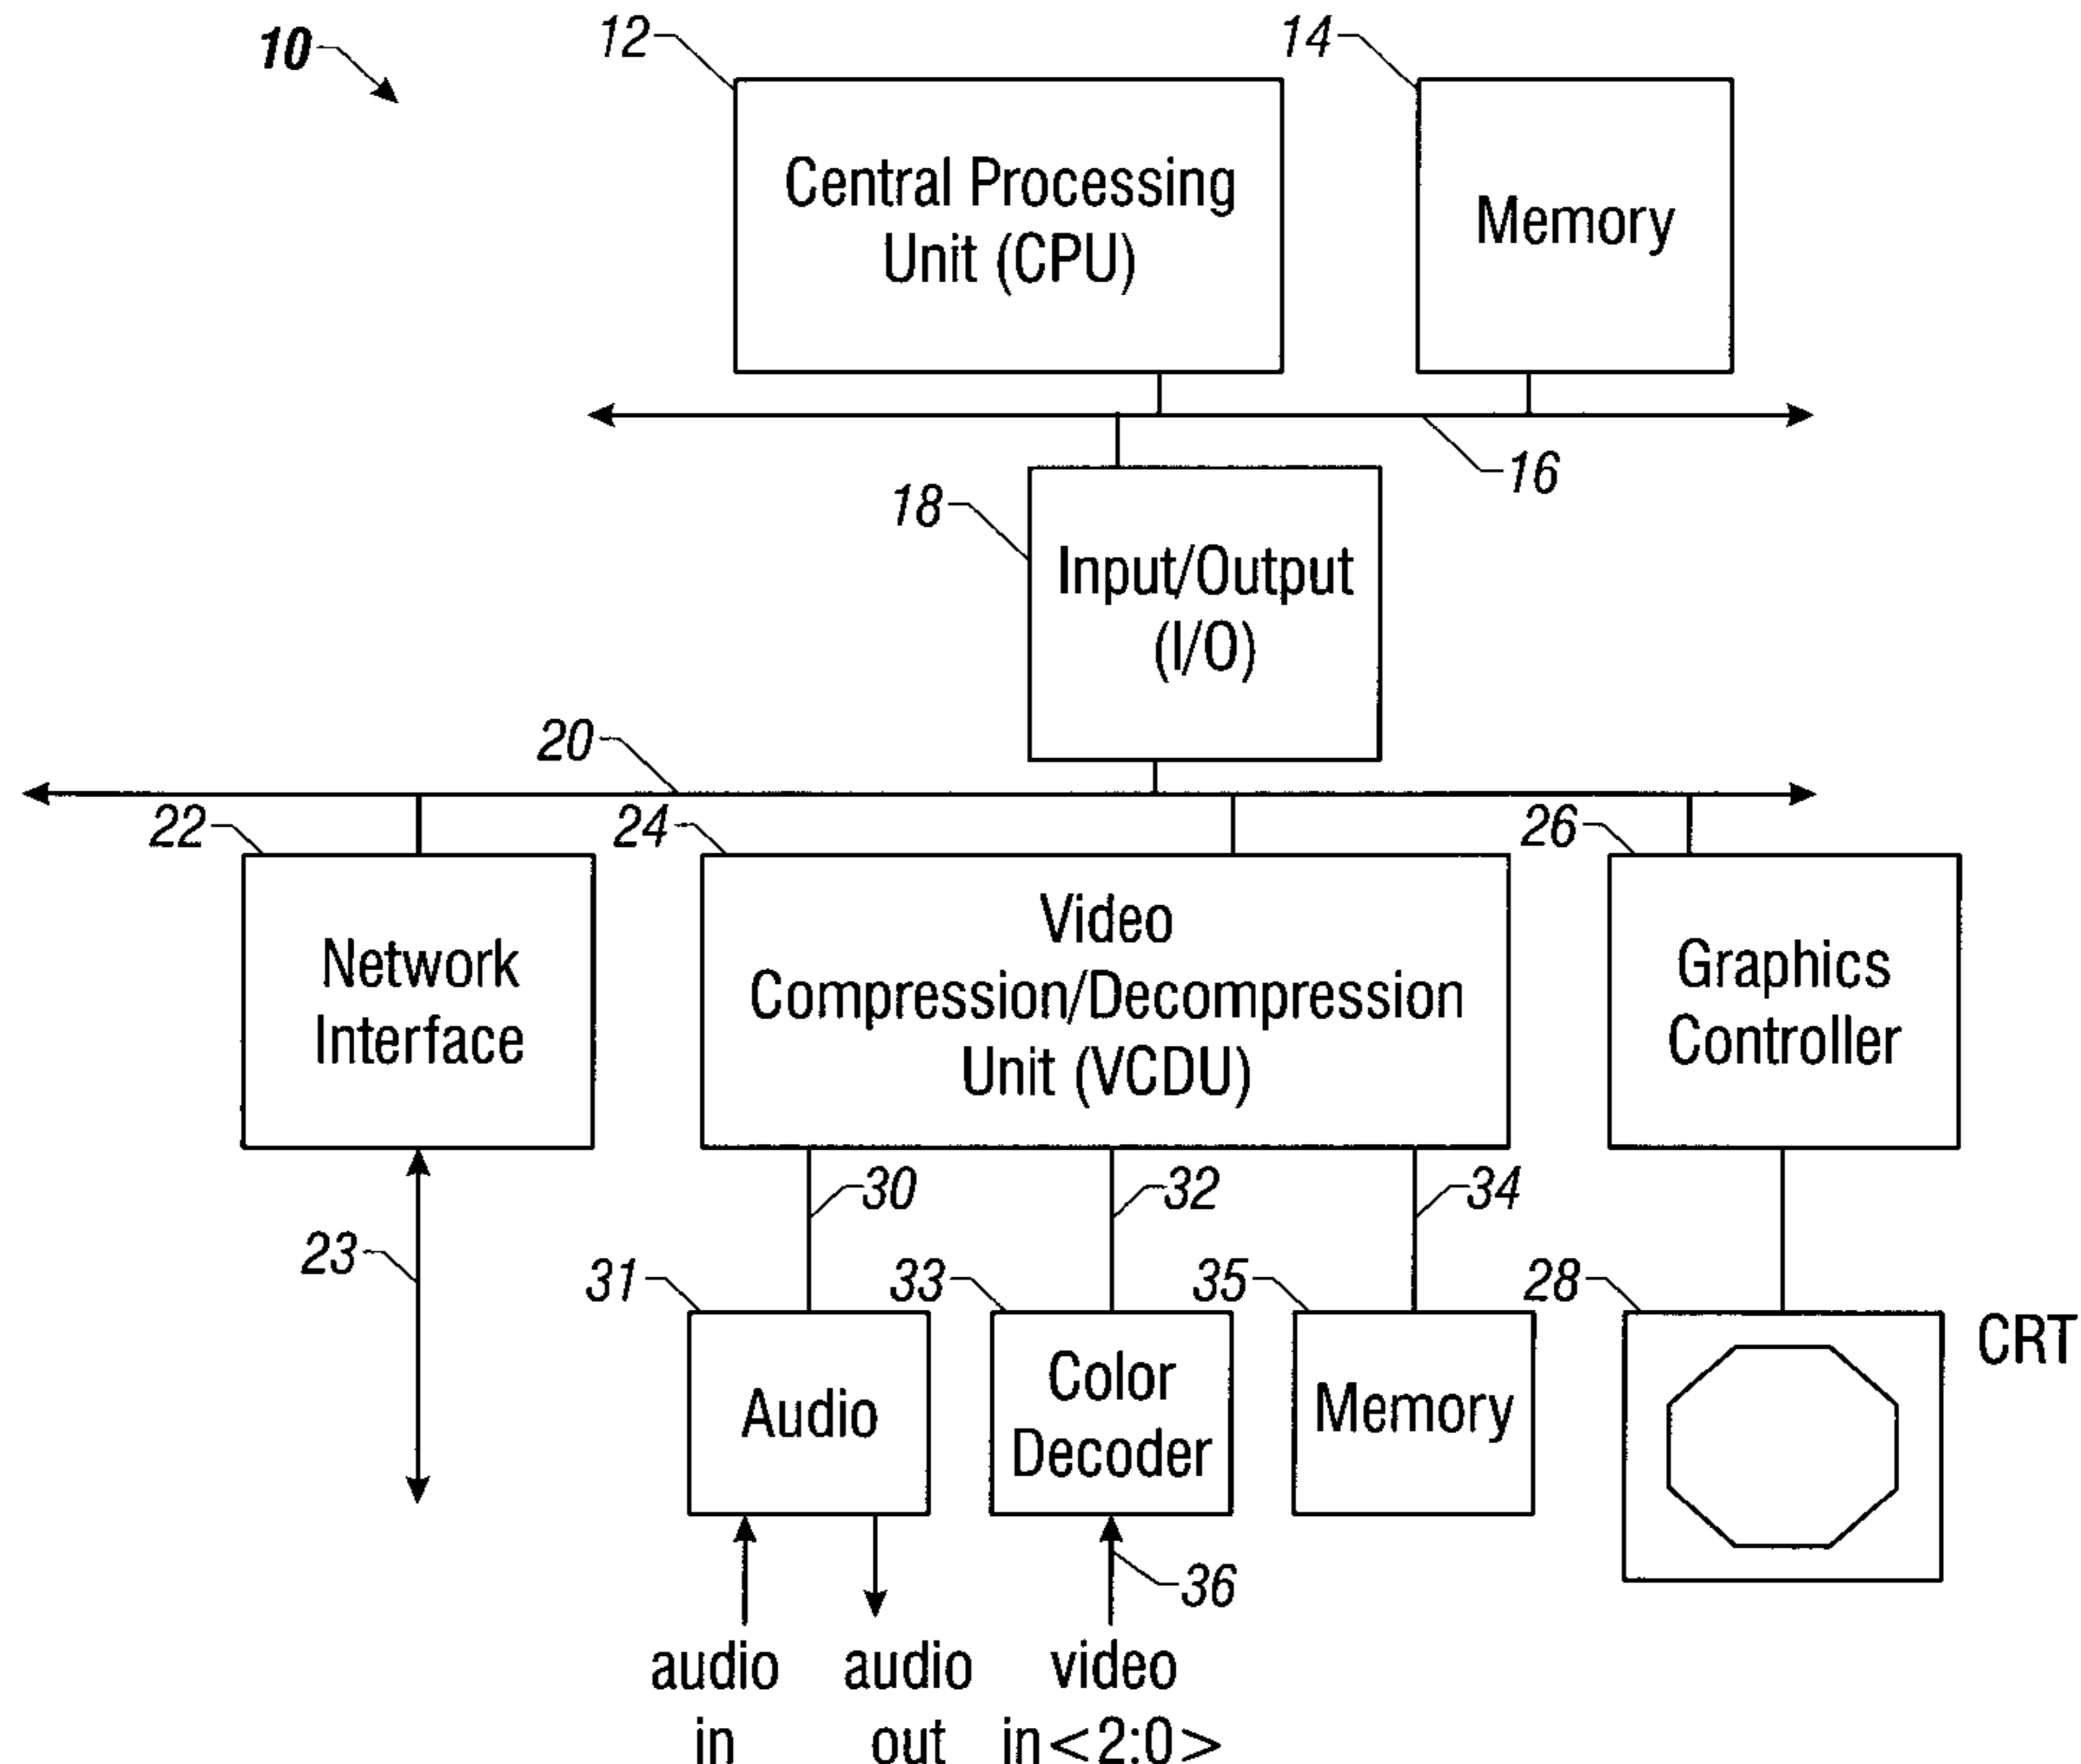 10
12
14
Central Processing
Unit (CPU)
Memory
16
18
Input/Output
(I/O)
20
22
24
26
Network
Interface
Video
Compression/Decompression
Unit (VCDU)
Graphics
Controller
23
30
32
34
31
33
35
28
CRT
Audio
Color
Decoder
Memory
36
audio
in
audio
out
video
in<2:0>